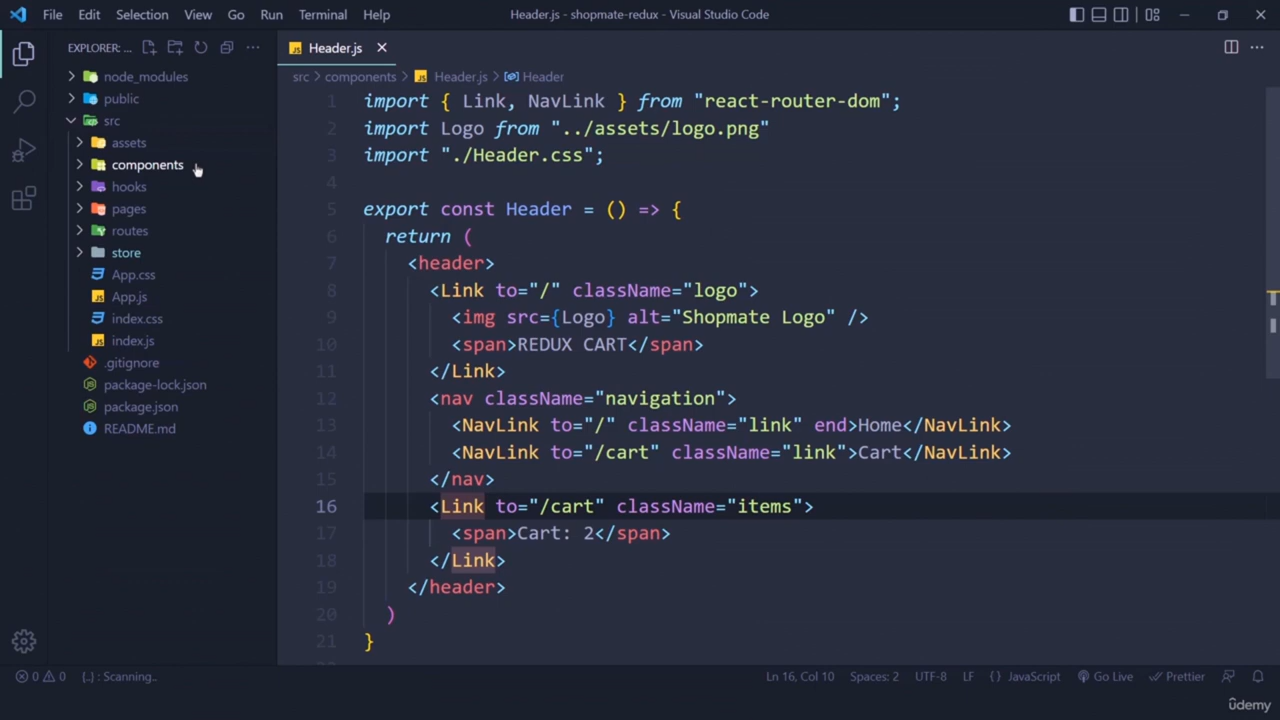 File Edit Selection View Go Run Terminal Help
Header.js - shopmate-redux - Visual Studio Code
EXPLORER: ...
node_modules
public
src
assets
components
hooks
pages
routes
store
App.css
App.js
index.css
index.js
.gitignore
package-lock.json
package.json
README.md
Header.js
src > components > Header.js > Header
1 import { Link, NavLink } from "react-router-dom";
2 import Logo from "../assets/logo.png"
3 import "./Header.css";
4
5 export const Header = () => {
6 return (
7 <header>
8 <Link to="/" className="logo">
9 <img src={Logo} alt="Shopmate Logo" />
10 <span>REDUX CART</span>
11 </Link>
12 <nav className="navigation">
13 <NavLink to="/" className="link" end>Home</NavLink>
14 <NavLink to="/cart" className="link">Cart</NavLink>
15 </nav>
16 <Link to="/cart" className="items">
17 <span>Cart: 2</span>
18 </Link>
19 </header>
20 )
21 }
0 0 {..} : Scanning..
Ln 16, Col 10 Spaces: 2 UTF-8 LF {} JavaScript Go Live Prettier
udemy